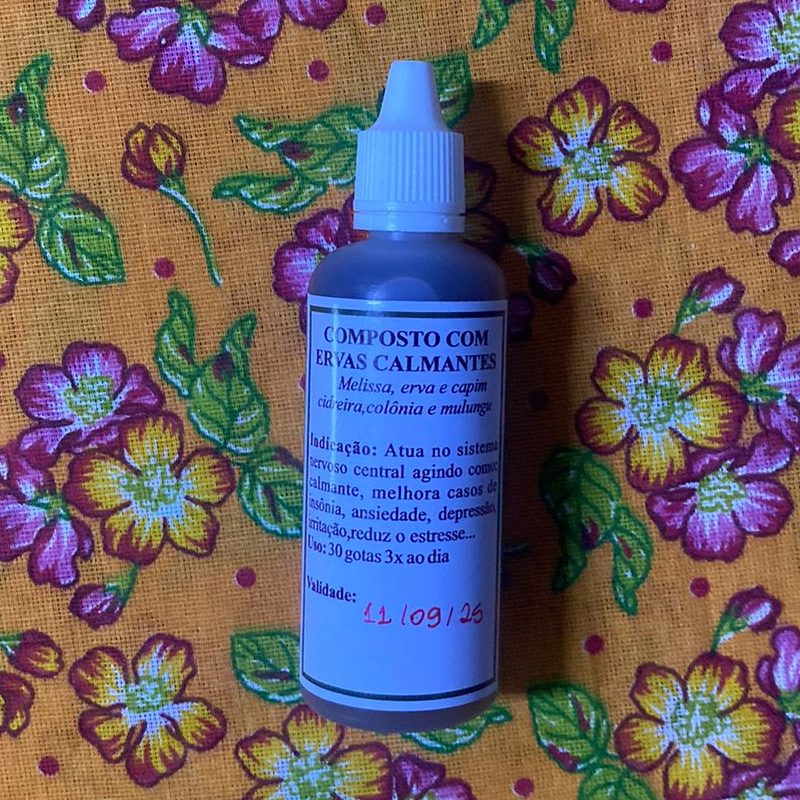 COMPOSTO COM
ERVAS CALMANTES
Melissa, erva e capim
cidreira,colônia e mulungu
Indicação: Atua no sistema
nervoso central agindo como:
calmante, melhora casos de
insônia, ansiedade, depressão,
irritação,reduz o estresse...
Uso: 30 gotas 3x ao dia
Validade:
11/09/25